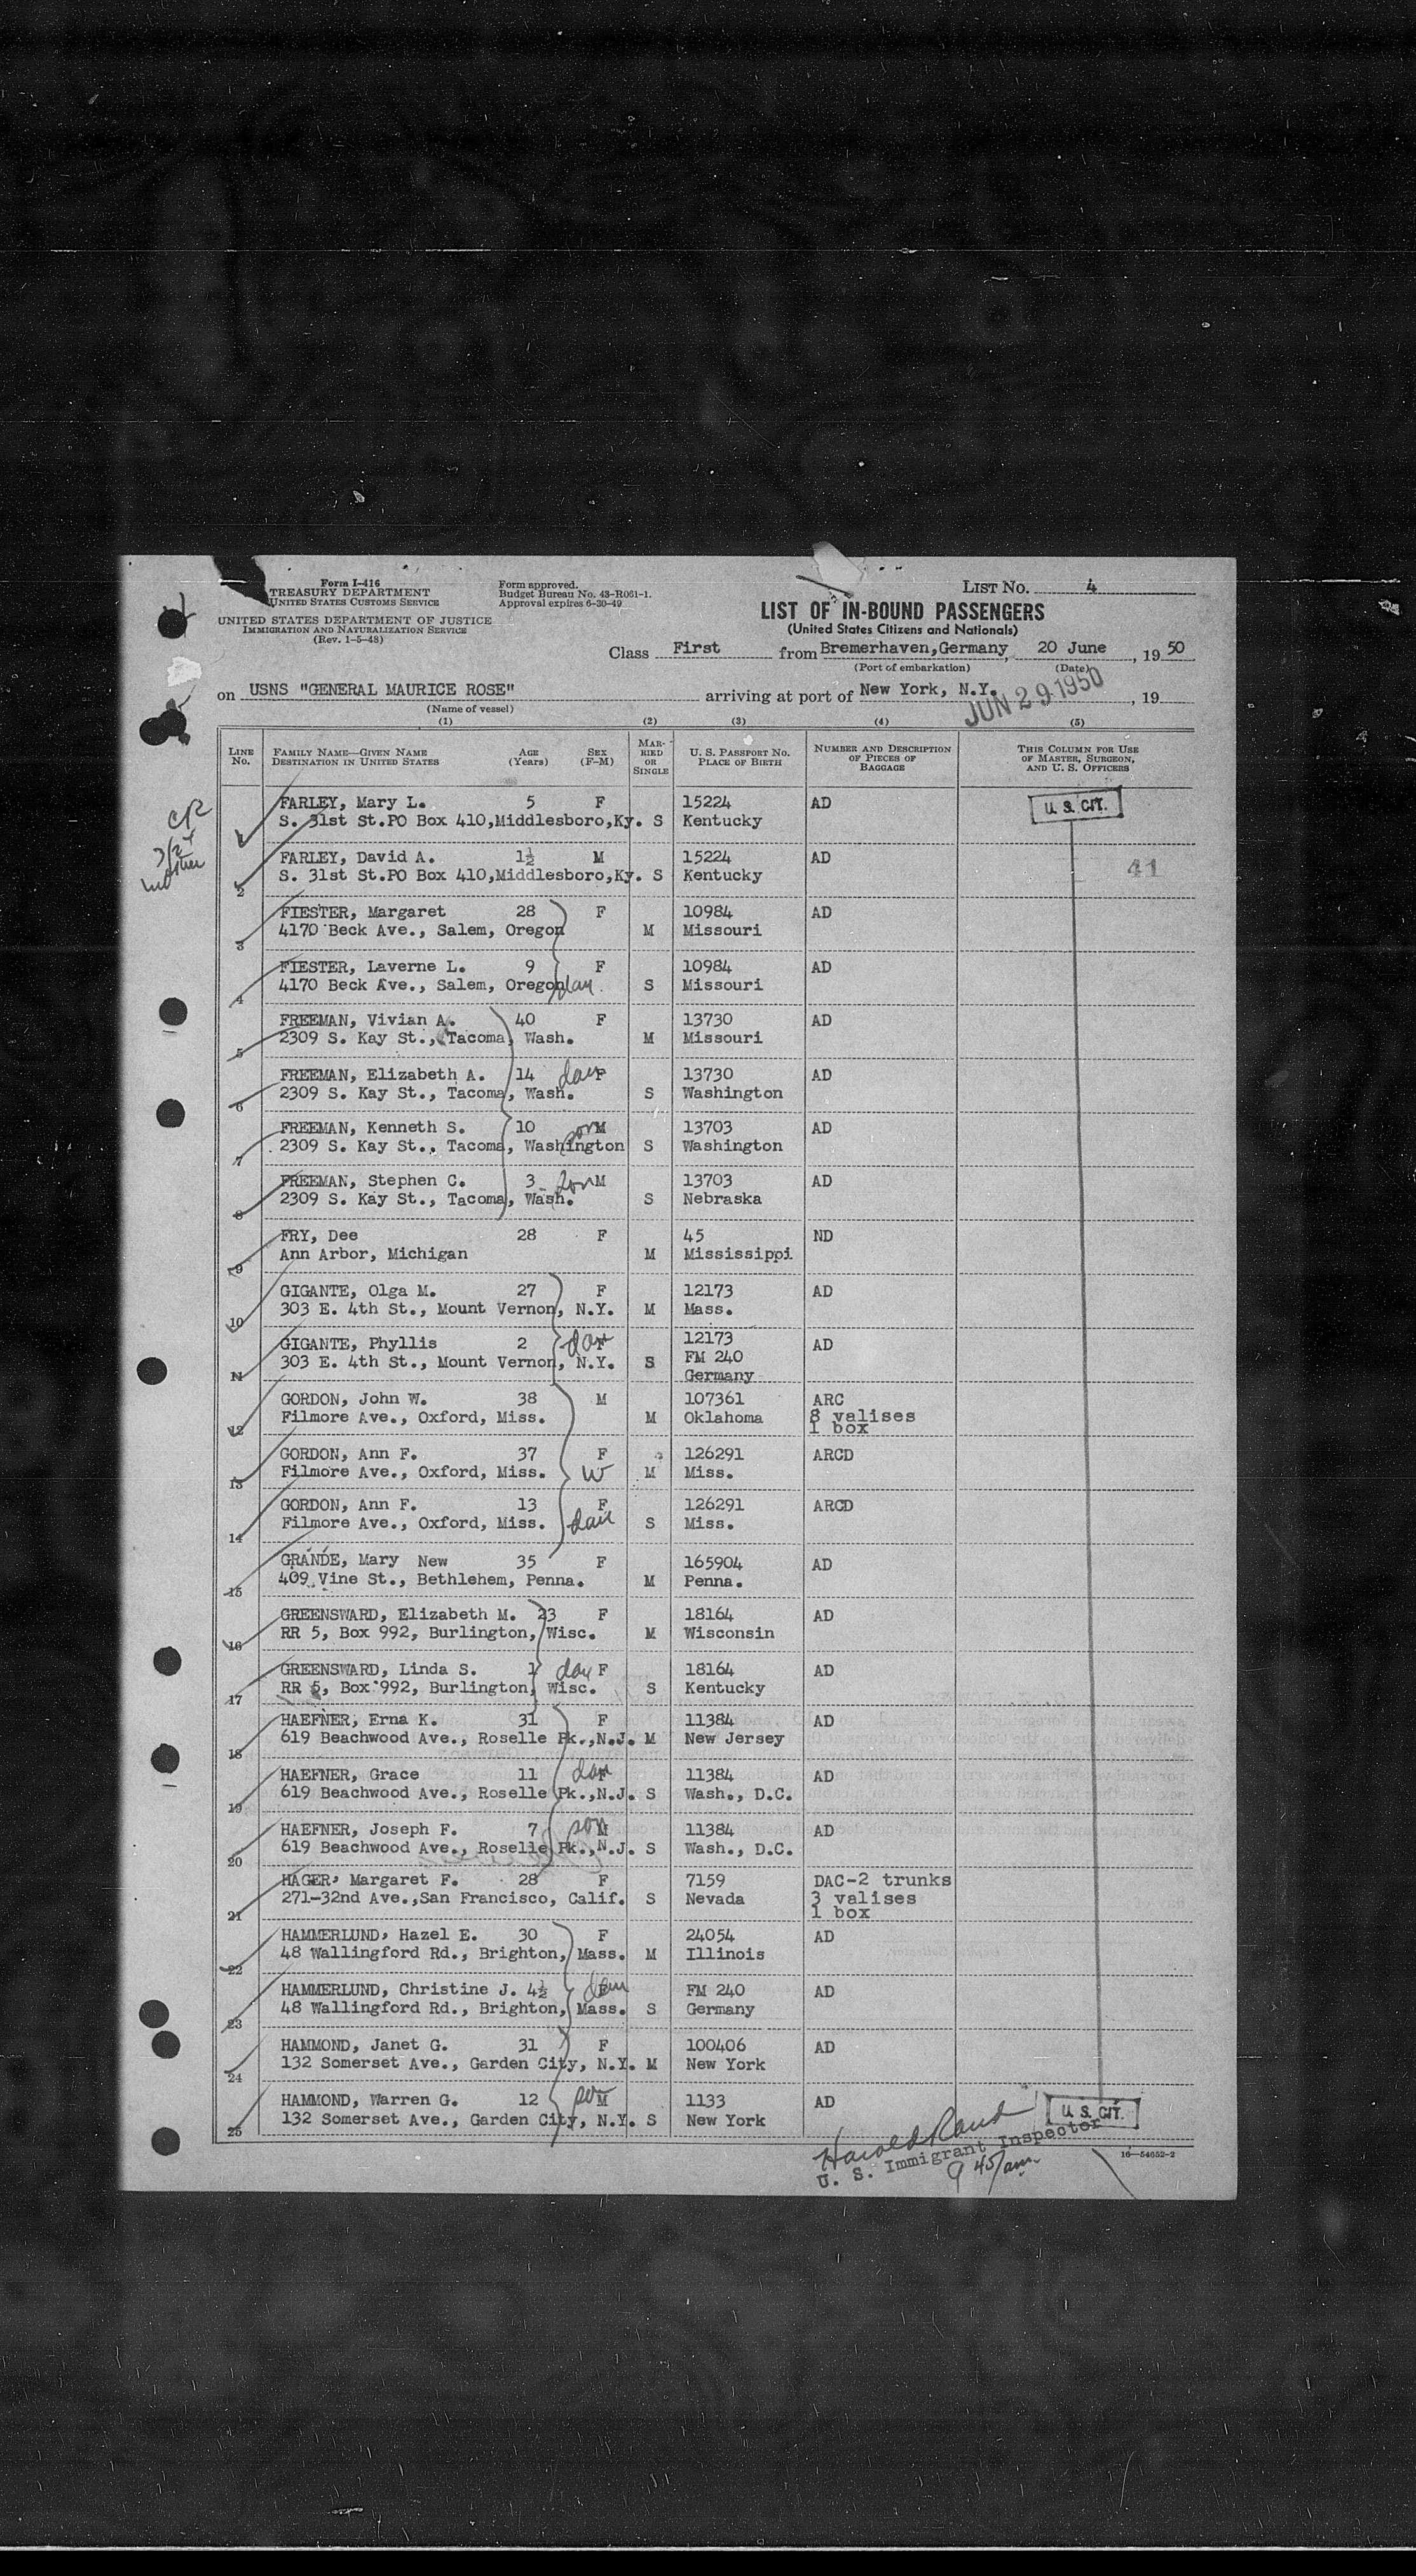 Form I-416
TREASURY DEPARTMENT
UNITED STATES CUSTOMS SERVICE
UNITED STATES DEPARTMENT OF JUSTICE
IMMIGRATION AND NATURALIZATION SERVICE
(Rev. 1-5-48)
Form approved.
Budget Bureau No. 43-R061-1.
Approval expires 6-30-49
LIST NO. 4
LIST OF IN-BOUND PASSENGERS
(United States Citizens and Nationals)
Class First from Bremerhaven, Germany, 20 June, 1950
(Port of embarkation) (Date)
on USNS "GENERAL MAURICE ROSE" arriving at port of New York, N.Y. , 19
JUN 29 1950
(Name of vessel)
(1) (2) (3) (4) (5)
LINE No. FAMILY NAME—GIVEN NAME DESTINATION IN UNITED STATES AGE (Years) SEX (F-M) MARRIED OR SINGLE U. S. PASSPORT NO. PLACE OF BIRTH NUMBER AND DESCRIPTION OF PIECES OF BAGGAGE THIS COLUMN FOR USE OF MASTER, SURGEON, AND U. S. OFFICERS
1 FARLEY, Mary L. 5 F 15224 AD U. S. CIT.
S. 31st St.PO Box 410,Middlesboro,Ky. S Kentucky
CR
3/24
mother
2 FARLEY, David A. 1½ M 15224 AD 41
S. 31st St.PO Box 410,Middlesboro,Ky. S Kentucky
3 FIESTER, Margaret 28 F 10984 AD
4170 Beck Ave., Salem, Oregon M Missouri
4 FIESTER, Laverne L. 9 F 10984 AD
4170 Beck Ave., Salem, Oregon dau S Missouri
5 FREEMAN, Vivian A. 40 F 13730 AD
2309 S. Kay St., Tacoma, Wash. M Missouri
6 FREEMAN, Elizabeth A. 14 dau F 13730 AD
2309 S. Kay St., Tacoma, Wash. S Washington
7 FREEMAN, Kenneth S. 10 son M 13703 AD
2309 S. Kay St., Tacoma, Washington S Washington
8 FREEMAN, Stephen C. 3 son M 13703 AD
2309 S. Kay St., Tacoma, Wash. S Nebraska
9 FRY, Dee 28 F 45 ND
Ann Arbor, Michigan M Mississippi
10 GIGANTE, Olga M. 27 F 12173 AD
303 E. 4th St., Mount Vernon, N.Y. M Mass.
11 GIGANTE, Phyllis 2 dau F 12173 AD
303 E. 4th St., Mount Vernon, N.Y. S FM 240
Germany
12 GORDON, John W. 38 M 107361 ARC
Filmore Ave., Oxford, Miss. M Oklahoma 8 valises
1 box
13 GORDON, Ann F. 37 F 126291 ARCD
Filmore Ave., Oxford, Miss. W M Miss.
14 GORDON, Ann F. 13 F 126291 ARCD
Filmore Ave., Oxford, Miss. dau S Miss.
15 GRANDE, Mary New 35 F 165904 AD
409 Vine St., Bethlehem, Penna. M Penna.
16 GREENSWARD, Elizabeth M. 23 F 18164 AD
RR 5, Box 992, Burlington, Wisc. M Wisconsin
17 GREENSWARD, Linda S. 1 dau F 18164 AD
RR 5, Box 992, Burlington, Wisc. S Kentucky
18 HAEFNER, Erna K. 31 F 11384 AD
619 Beachwood Ave., Roselle Pk.,N.J. M New Jersey
19 HAEFNER, Grace 11 dau F 11384 AD
619 Beachwood Ave., Roselle Pk.,N.J. S Wash., D.C.
20 HAEFNER, Joseph F. 7 son M 11384 AD
619 Beachwood Ave., Roselle Pk.,N.J. S Wash., D.C.
21 HAGER, Margaret F. 28 F 7159 DAC-2 trunks
271-32nd Ave.,San Francisco, Calif. S Nevada 3 valises
1 box
22 HAMMERLUND, Hazel E. 30 F 24054 AD
48 Wallingford Rd., Brighton, Mass. M Illinois
23 HAMMERLUND, Christine J. 4½ dau F FM 240 AD
48 Wallingford Rd., Brighton, Mass. S Germany
24 HAMMOND, Janet G. 31 F 100406 AD
132 Somerset Ave., Garden City, N.Y. M New York
25 HAMMOND, Warren G. 12 son M 1133 AD
132 Somerset Ave., Garden City, N.Y. S New York
U. S. CIT.
Harold Rand
U. S. Immigrant Inspector
9 45/am
16—54652-2